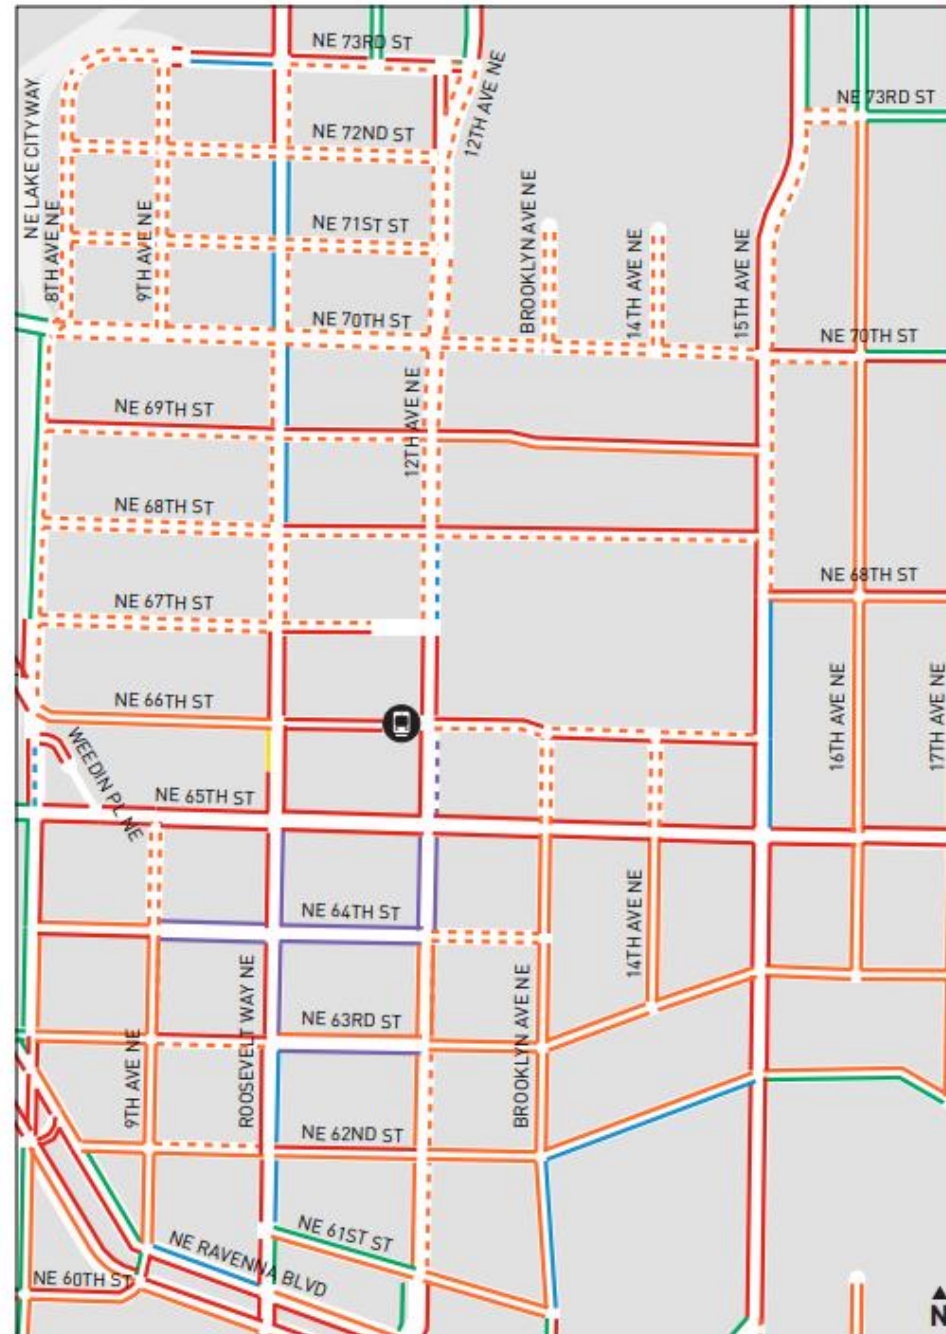 NE 73RD ST
12TH AVE NE
NE 73RD ST
NE LAKE CITY WAY
NE 72ND ST
8TH AVE NE
9TH AVE NE
NE 71ST ST
BROOKLYN AVE NE
14TH AVE NE
15TH AVE NE
NE 70TH ST
NE 70TH ST
NE 69TH ST
12TH AVE NE
NE 68TH ST
NE 68TH ST
NE 67TH ST
NE 66TH ST
16TH AVE NE
17TH AVE NE
WEEDIN PL NE
NE 65TH ST
NE 64TH ST
14TH AVE NE
ROOSEVELT WAY NE
BROOKLYN AVE NE
NE 63RD ST
9TH AVE NE
NE 62ND ST
NE 61ST ST
NE RAVENNA BLVD
NE 60TH ST
N